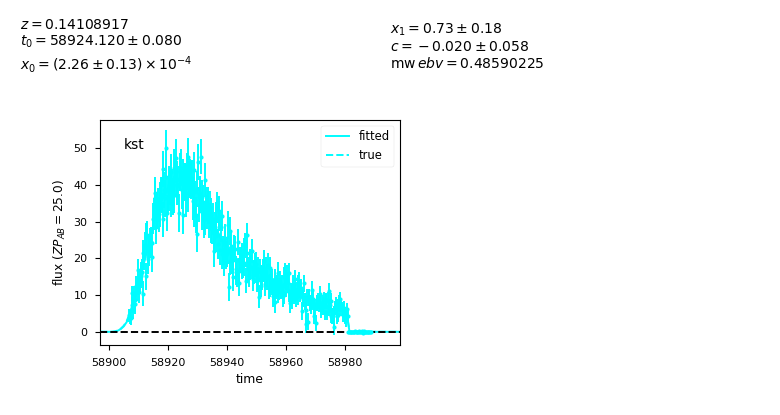 z = 0.14108917
t₀ = 58924.120 ± 0.080
x₀ = (2.26 ± 0.13) × 10⁻⁴
x₁ = 0.73 ± 0.18
c = −0.020 ± 0.058
mw ebv = 0.48590225
kst
fitted
true
flux (ZP_AB = 25.0)
50
40
30
20
10
0
58900 58920 58940 58960 58980
time